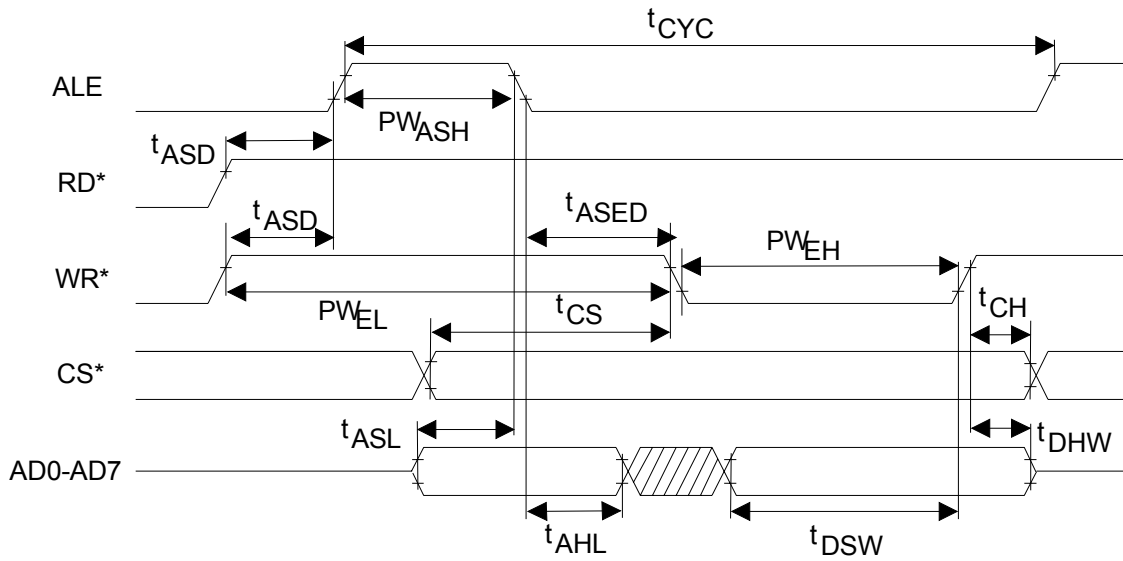 tCYC
ALE
PWASH
tASD
RD*
tASD
tASED
PWEH
WR*
PWEL
tCS
tCH
CS*
tASL
tDHW
AD0-AD7
tAHL
tDSW